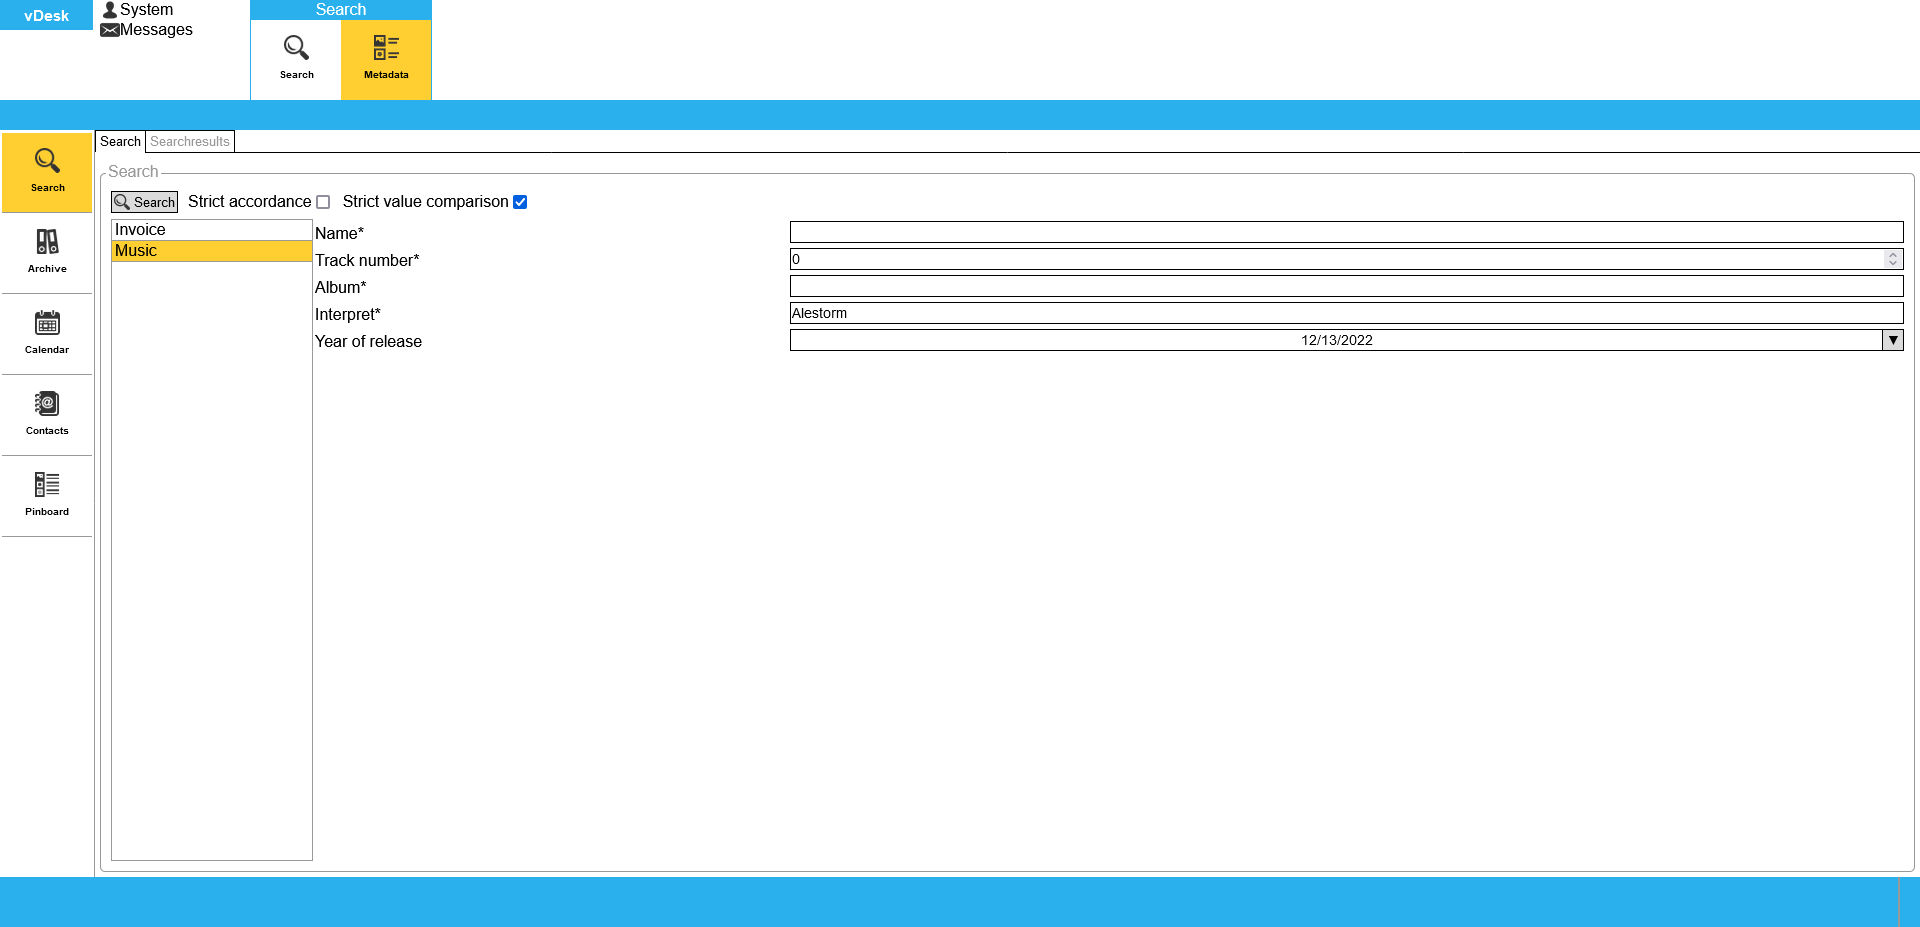 vDesk
System
Messages
Search
Search
Metadata
Search
Archive
Calendar
Contacts
Pinboard
Search Searchresults
Search
Search Strict accordance Strict value comparison
Invoice
Music
Name*
Track number* 0
Album*
Interpret* Alestorm
Year of release 12/13/2022 ▼